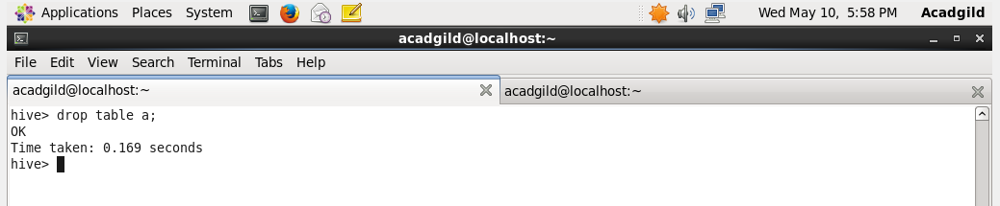 Applications Places System Wed May 10, 5:58 PM Acadgild
acadgild@localhost:~
File Edit View Search Terminal Tabs Help
acadgild@localhost:~ acadgild@localhost:~
hive> drop table a;
OK
Time taken: 0.169 seconds
hive>